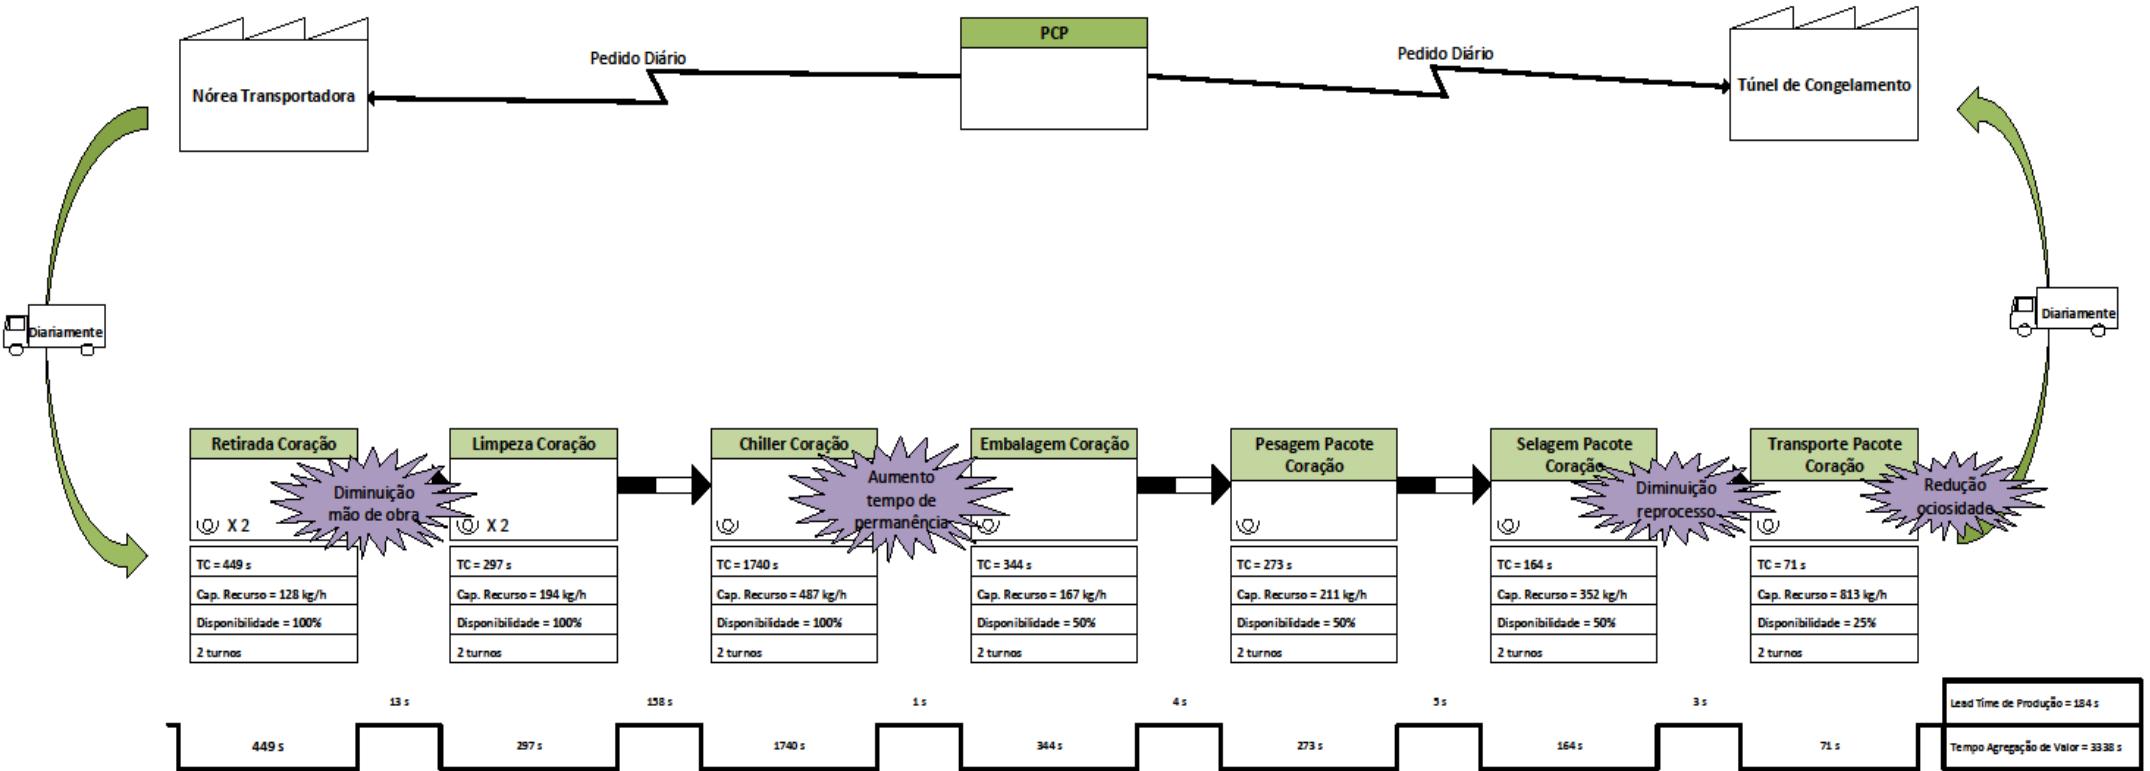 PCP
Pedido Diário
Pedido Diário
Nórea Transportadora
Túnel de Congelamento
Diariamente
Diariamente
Retirada Coração
Limpeza Coração
Chiller Coração
Embalagem Coração
Pesagem Pacote
Coração
Selagem Pacote
Coração
Transporte Pacote
Coração
Diminuição
mão de obra
Aumento
tempo de
permanência
Diminuição
reprocesso
Redução
ociosidade
X 2
X 2
TC = 449 s
Cap. Recurso = 128 kg/h
Disponibilidade = 100%
2 turnos
TC = 297 s
Cap. Recurso = 194 kg/h
Disponibilidade = 100%
2 turnos
TC = 1740 s
Cap. Recurso = 487 kg/h
Disponibilidade = 100%
2 turnos
TC = 344 s
Cap. Recurso = 167 kg/h
Disponibilidade = 50%
2 turnos
TC = 273 s
Cap. Recurso = 211 kg/h
Disponibilidade = 50%
2 turnos
TC = 164 s
Cap. Recurso = 352 kg/h
Disponibilidade = 50%
2 turnos
TC = 71 s
Cap. Recurso = 813 kg/h
Disponibilidade = 25%
2 turnos
13 s
158 s
1 s
4 s
5 s
3 s
Lead Time de Produção = 184 s
449 s
297 s
1740 s
344 s
273 s
164 s
71 s
Tempo Agregação de Valor = 3338 s